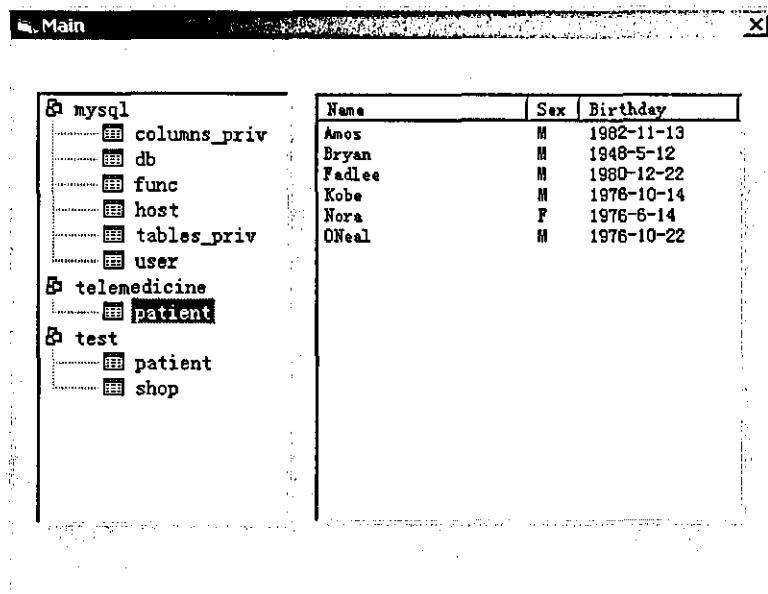 Main
mysql
columns_priv
db
func
host
tables_priv
user
telemedicine
patient
test
patient
shop
Name Sex Birthday
Amos M 1982-11-13
Bryan M 1948-5-12
Fadlee M 1980-12-22
Kobe M 1976-10-14
Nora F 1976-6-14
ONeal M 1976-10-22